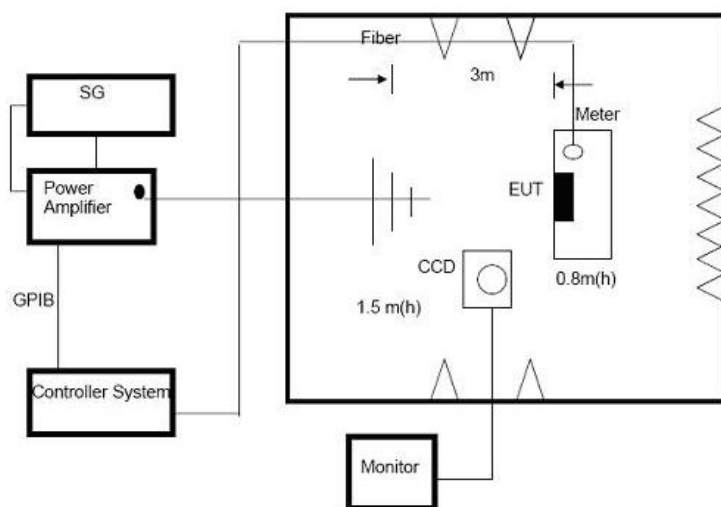 Fiber
3m
SG
Meter
Power
Amplifier
EUT
CCD
0.8m(h)
1.5 m(h)
GPIB
Controller System
Monitor